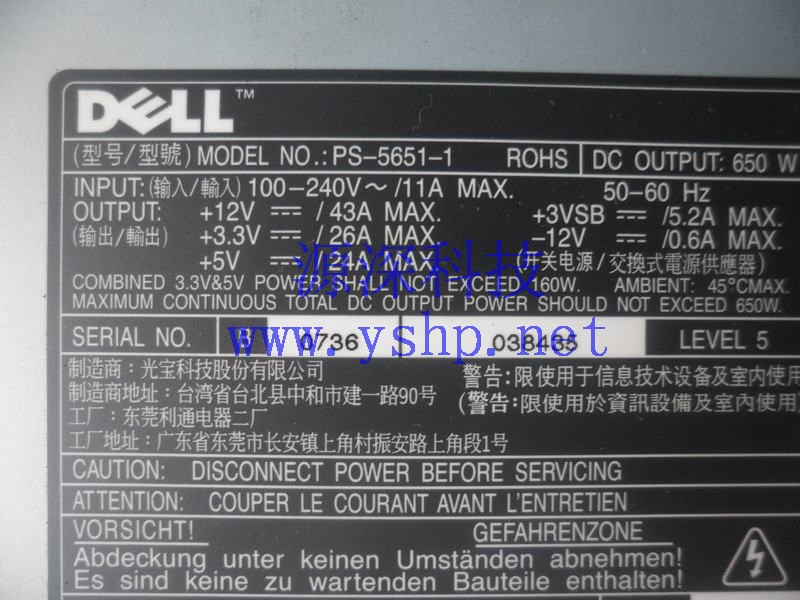 DELL™
(型号/型號) MODEL NO.: PS-5651-1 ROHS DC OUTPUT: 650 W
INPUT: (输入/輸入) 100-240V~ /11A MAX. 50-60 Hz
OUTPUT: +12V ⎓ / 43A MAX. +3VSB ⎓ /5.2A MAX.
(输出/輸出) +3.3V ⎓ / 26A MAX. -12V ⎓ /0.6A MAX.
+5V ⎓ / 24A MAX. (开关电源/交換式電源供應器)
源深科技
COMBINED 3.3V&5V POWER SHALL NOT EXCEED 160W. AMBIENT: 45°CMAX.
MAXIMUM CONTINUOUS TOTAL DC OUTPUT POWER SHOULD NOT EXCEED 650W.
SERIAL NO. B 0736 038485 LEVEL 5
www.yshp.net
制造商: 光宝科技股份有限公司 警告:限使用于信息技术设备及室内使用
制造商地址: 台湾省台北县中和市建一路90号 (警告:限使用於資訊設備及室內使用
工厂: 东莞利通电器二厂
工厂地址: 广东省东莞市长安镇上角村振安路上角段1号
CAUTION: DISCONNECT POWER BEFORE SERVICING
ATTENTION: COUPER LE COURANT AVANT L'ENTRETIEN
VORSICHT! GEFAHRENZONE
Abdeckung unter keinen Umständen abnehmen!
Es sind keine zu wartenden Bauteile enthalten!